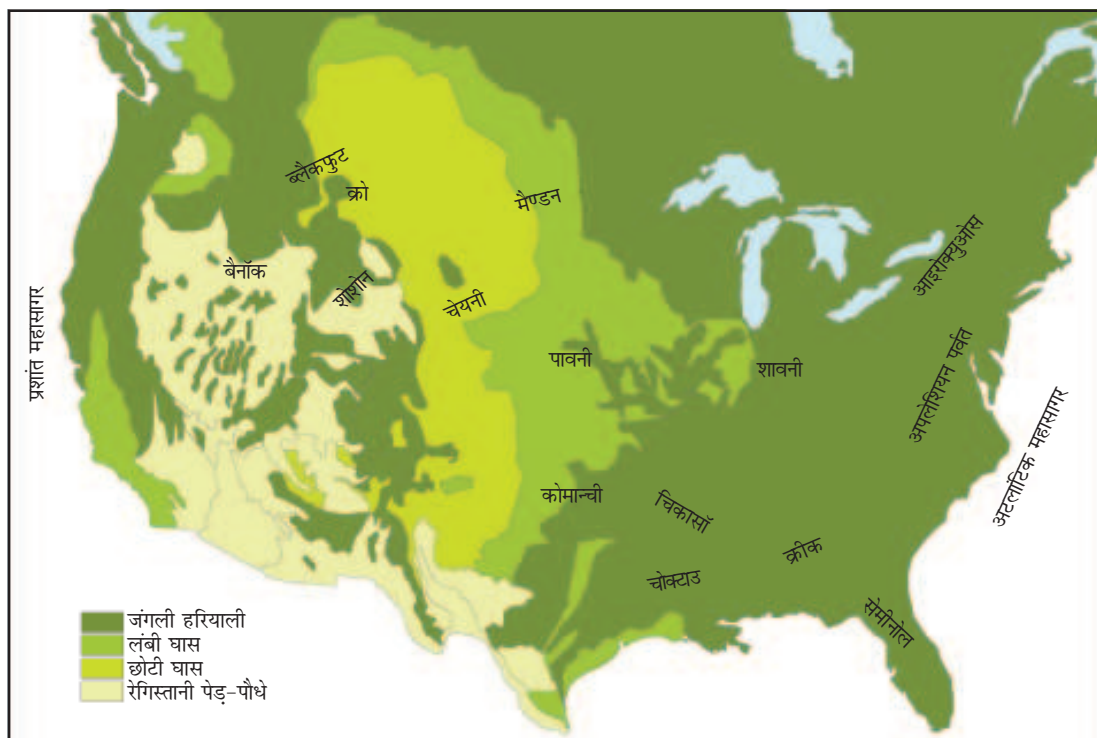 ब्लैकफुट
क्रो
मैण्डन
आइरोक्युओस
बैनॉक
शोशोन
चेयनी
प्रशांत महासागर
पावनी
शावनी
अपलेशियन पर्वत
अटलांटिक महासागर
कोमान्ची
चिकासॉ
क्रीक
चोक्टाउ
सेमीनोल
जंगली हरियाली
लंबी घास
छोटी घास
रेगिस्तानी पेड़-पौधे